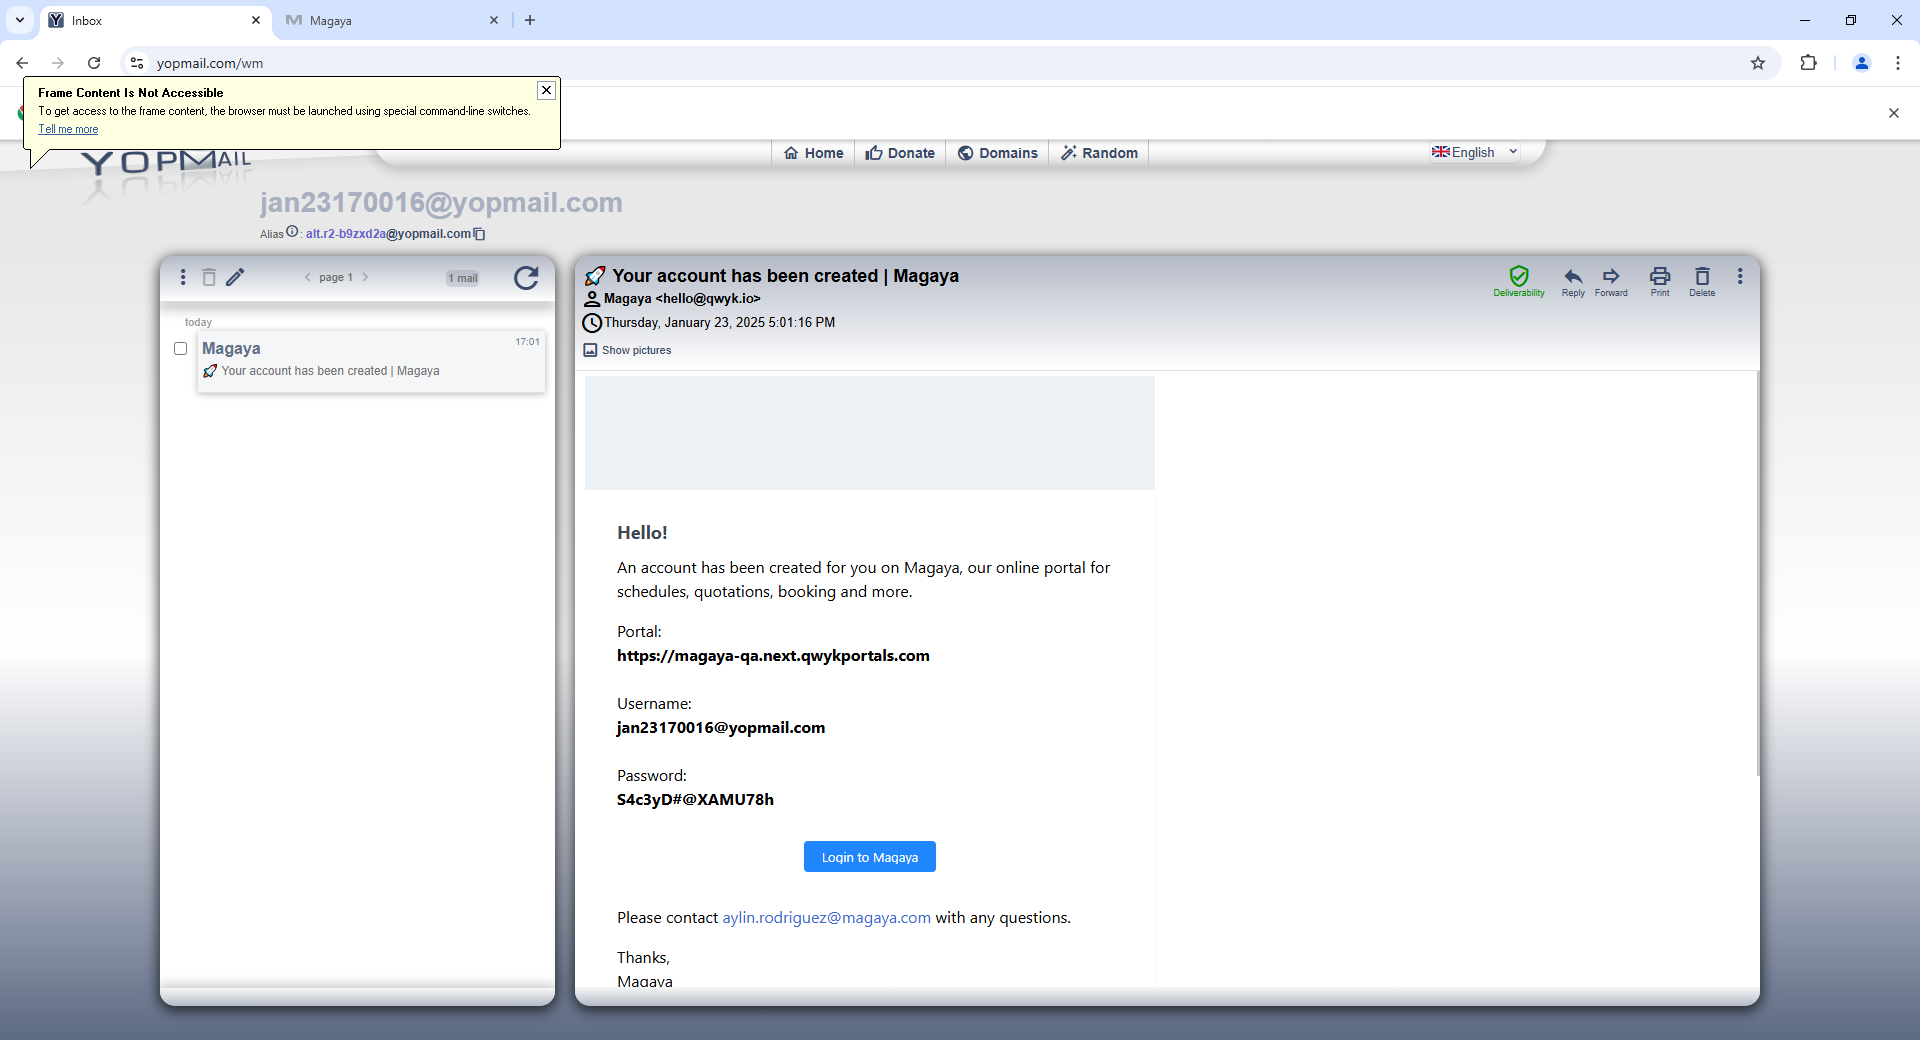 Inbox
Magaya
yopmail.com/wm
Frame Content Is Not Accessible
To get access to the frame content, the browser must be launched using special command-line switches.
Tell me more
YOPMAIL
Home
Donate
Domains
Random
English
jan23170016@yopmail.com
Alias : alt.r2-b9zxd2a@yopmail.com
page 1
1 mail
today
Magaya
17:01
🚀 Your account has been created | Magaya
🚀 Your account has been created | Magaya
Magaya <hello@qwyk.io>
Thursday, January 23, 2025 5:01:16 PM
Show pictures
Deliverability
Reply
Forward
Print
Delete
Hello!
An account has been created for you on Magaya, our online portal for
schedules, quotations, booking and more.
Portal:
https://magaya-qa.next.qwykportals.com
Username:
jan23170016@yopmail.com
Password:
S4c3yD#@XAMU78h
Login to Magaya
Please contact aylin.rodriguez@magaya.com with any questions.
Thanks,
Magaya